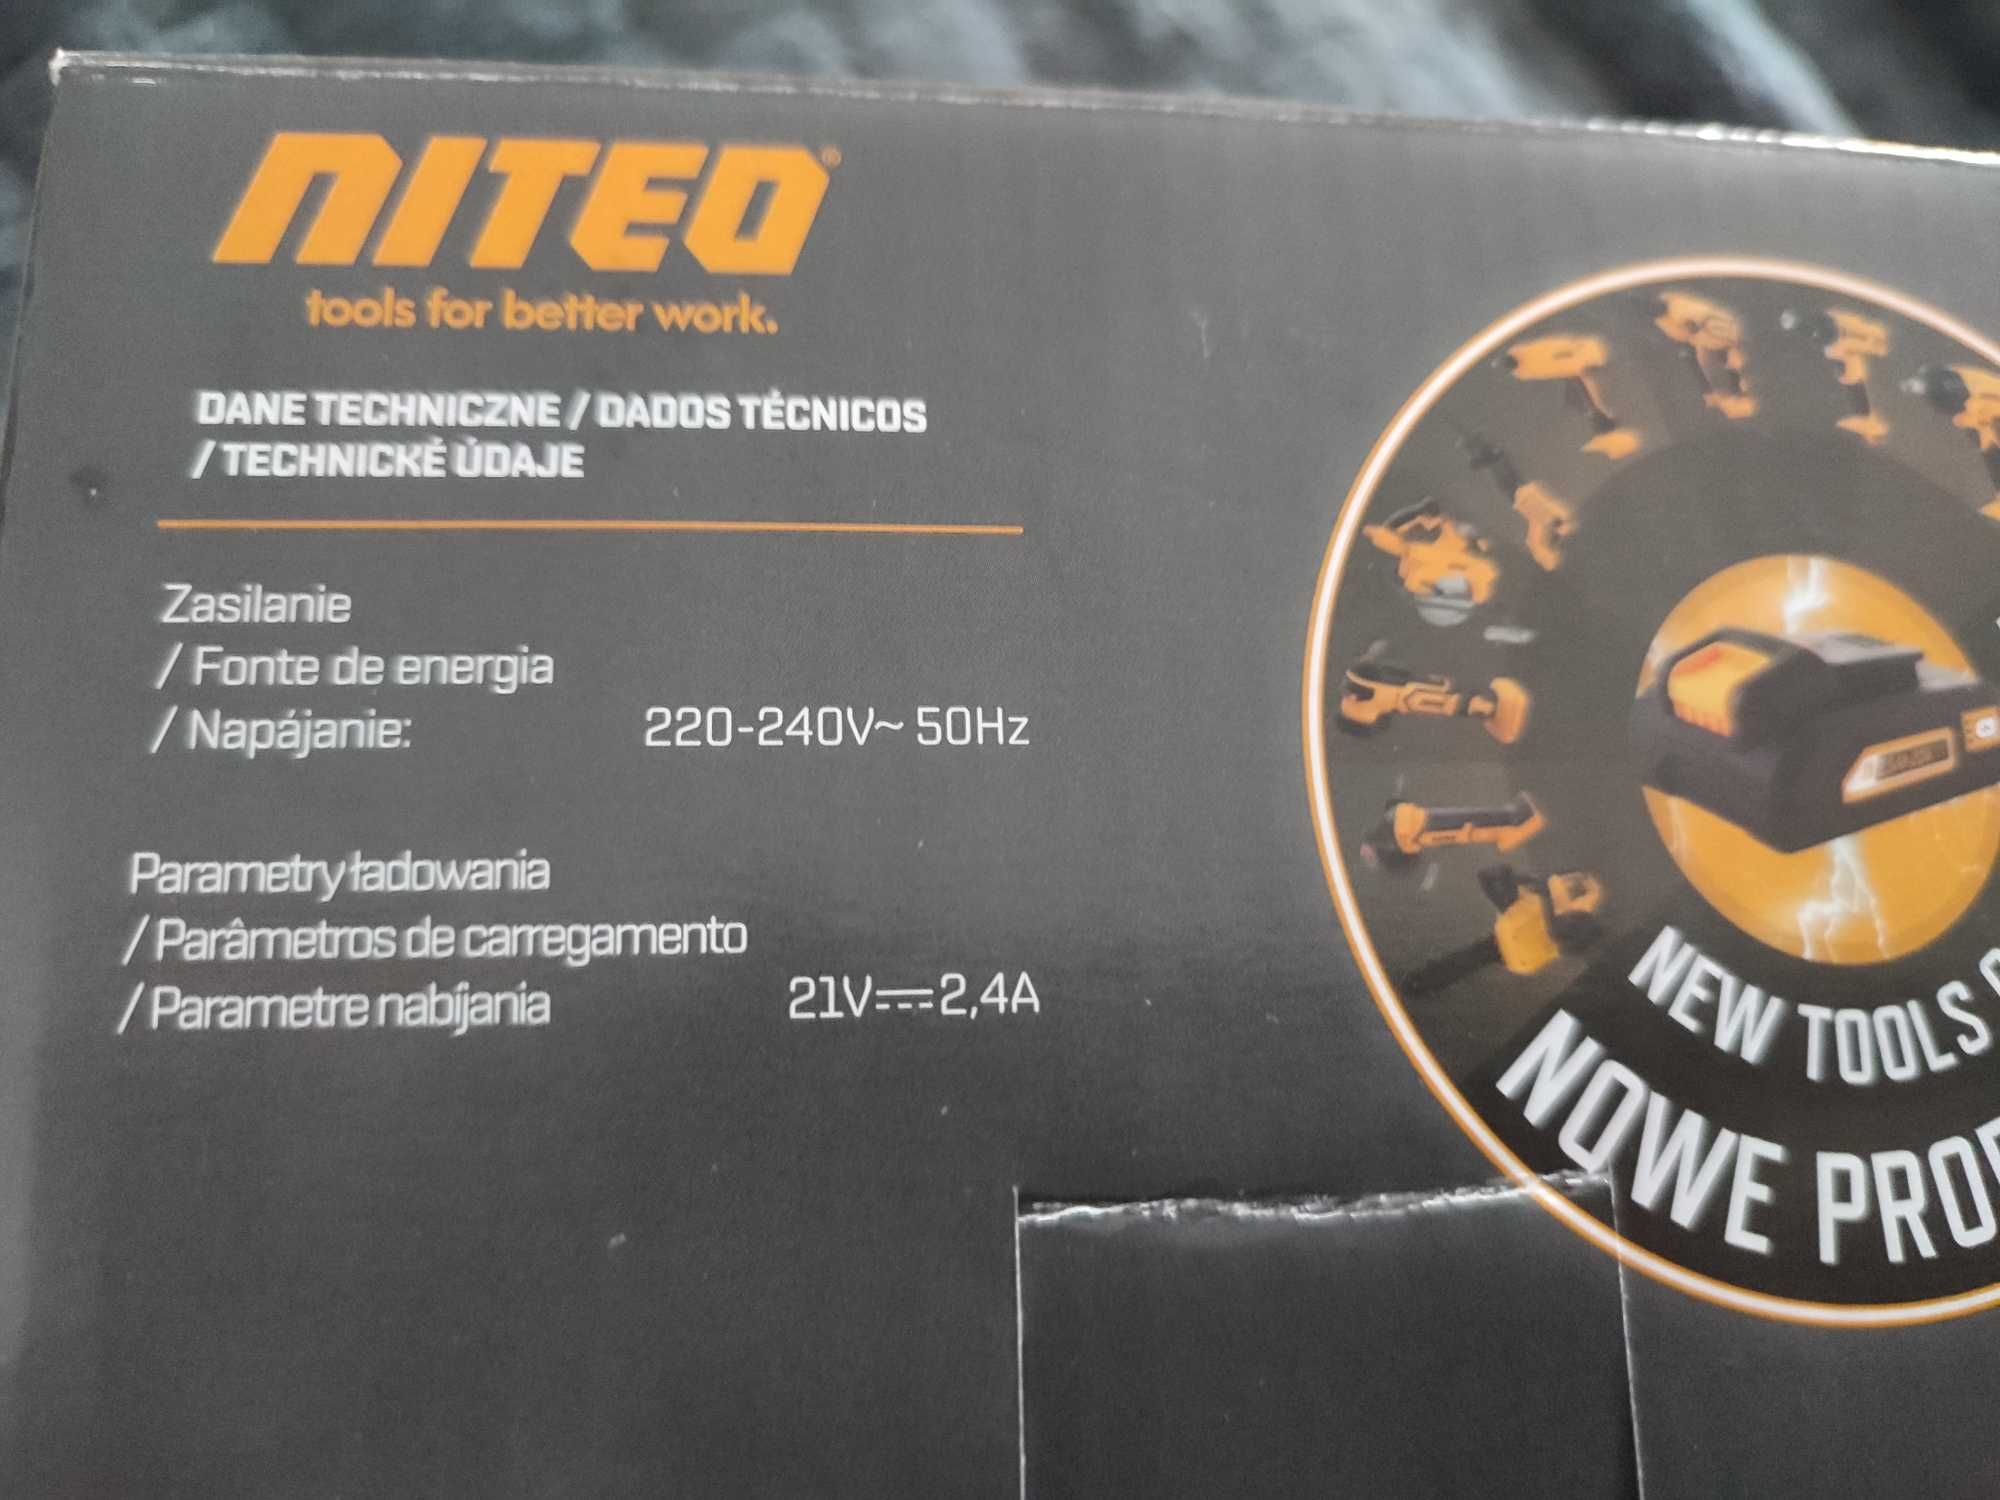 NITEO®
tools for better work.
DANE TECHNICZNE / DADOS TÉCNICOS
/ TECHNICKÉ ÚDAJE
Zasilanie
/ Fonte de energia
/ Napájanie:
220-240V~ 50Hz
Parametry ładowania
/ Parâmetros de carregamento
/ Parametre nabíjania
21V⎓2,4A
NEW TOOLS
NOWE